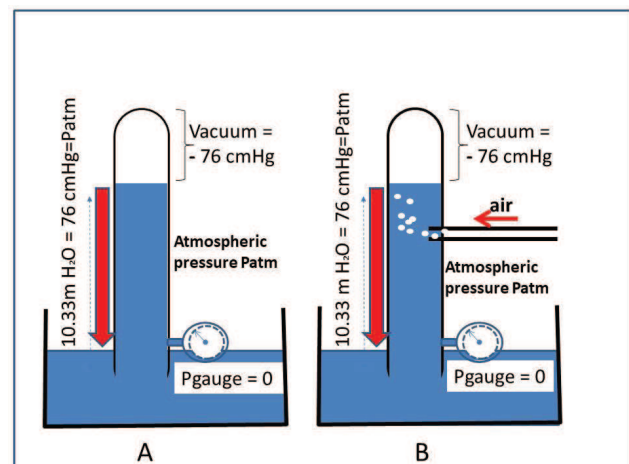 10.33m H₂O = 76 cmHg=Patm
Vacuum =
- 76 cmHg
Atmospheric
pressure Patm
Pgauge = 0
A
10.33 m H₂O = 76 cmHg=Patm
Vacuum =
- 76 cmHg
air
Atmospheric
pressure Patm
Pgauge = 0
B